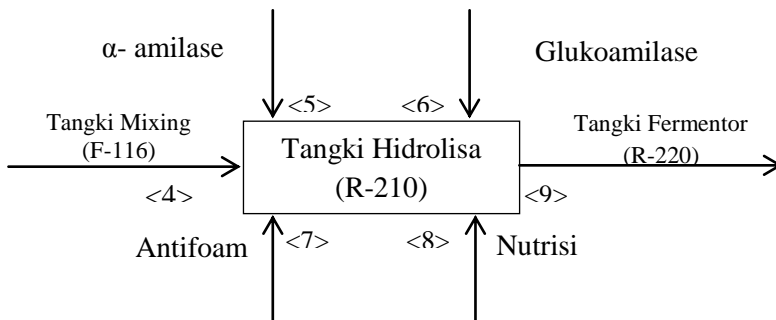 α- amilase
Glukoamilase
<5>
<6>
Tangki Mixing
(F-116)
Tangki Hidrolisa
(R-210)
Tangki Fermentor
(R-220)
<4>
<9>
Antifoam
<7>
<8>
Nutrisi